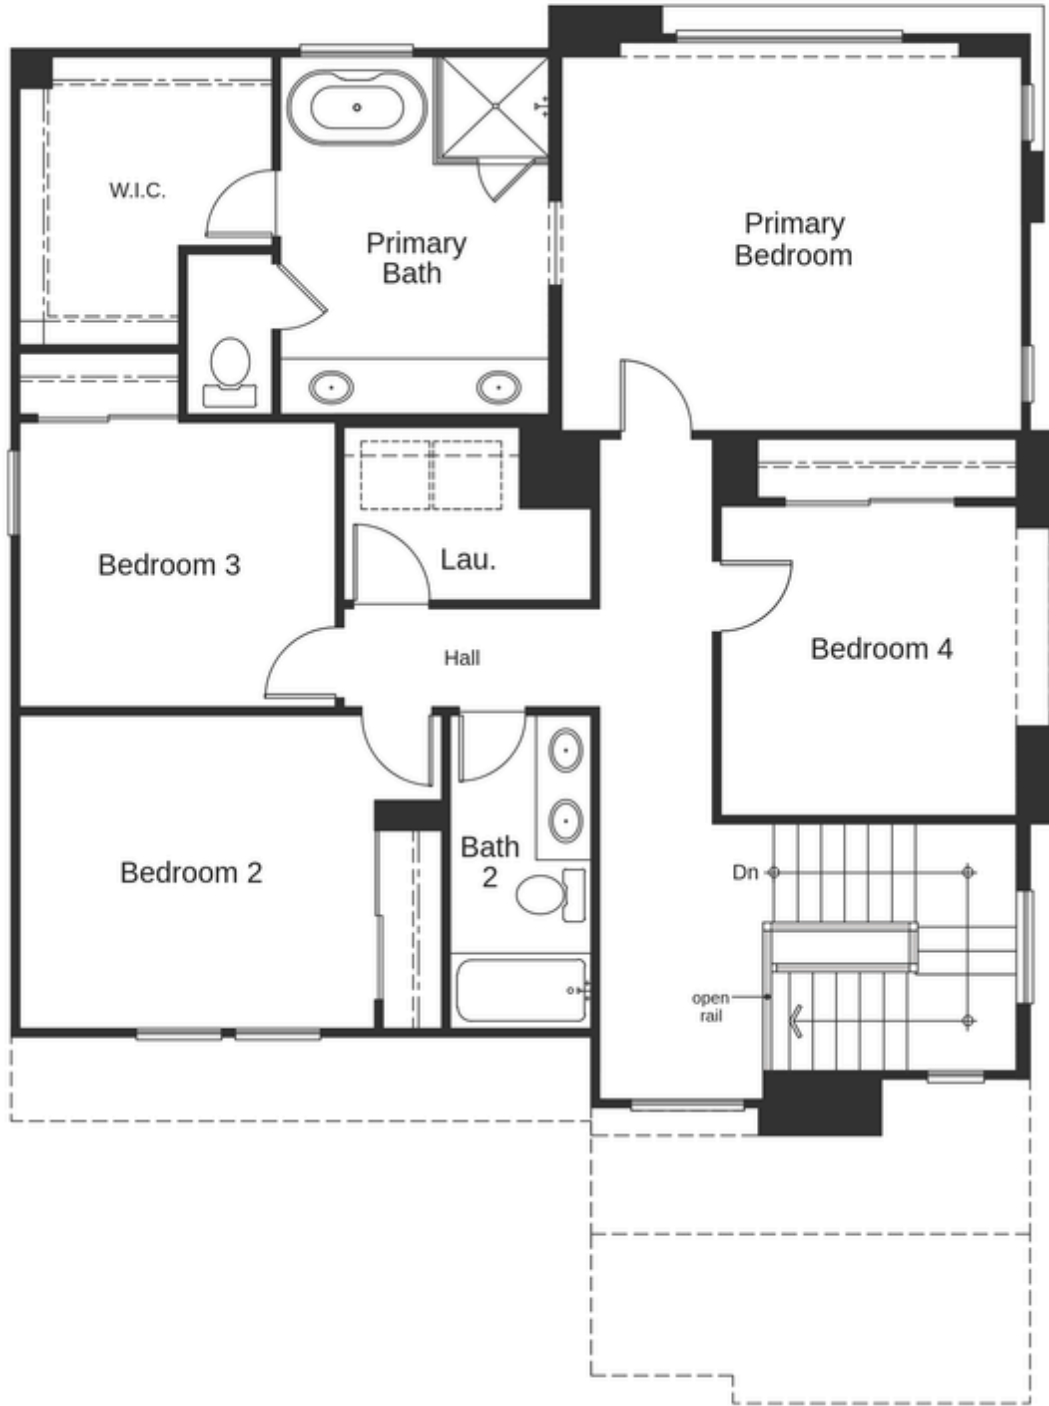 W.I.C.
Primary
Bath
Primary
Bedroom
Bedroom 3
Lau.
Hall
Bedroom 4
Bedroom 2
Bath
2
Dn
open
rail